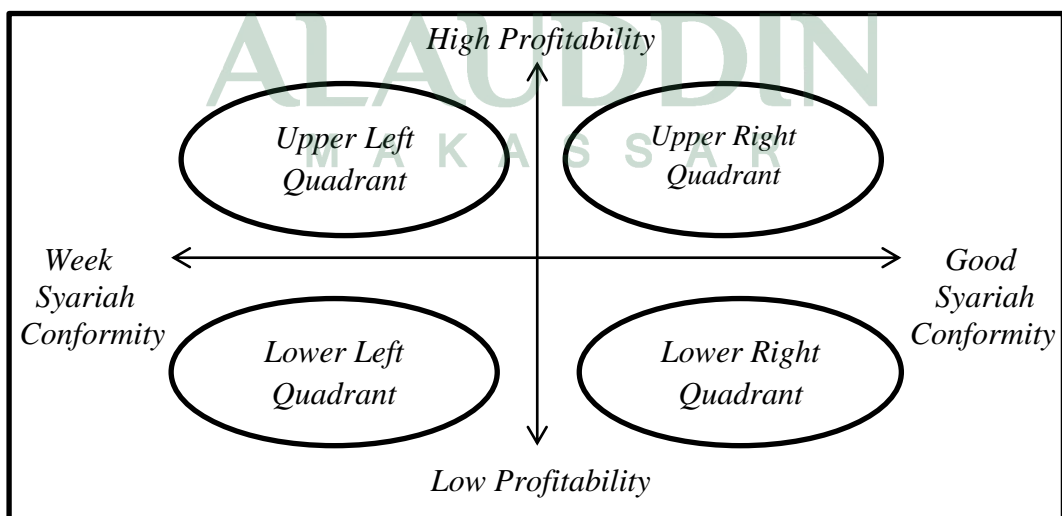 ALAUDDIN
MAKASSAR
High Profitability
Upper Left
Quadrant
Upper Right
Quadrant
Week
Syariah
Conformity
Good
Syariah
Conformity
Lower Left
Quadrant
Lower Right
Quadrant
Low Profitability